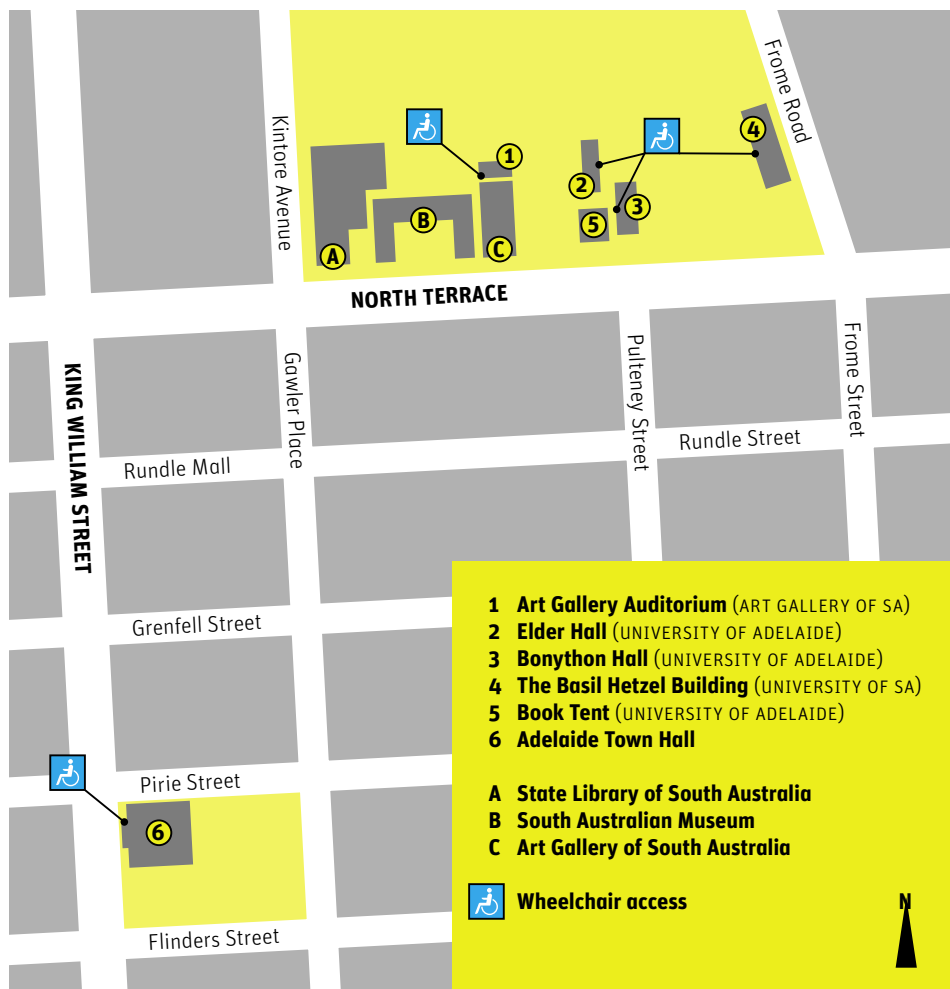 Frome Road
Kintore Avenue
1
2
3
4
5
A
B
C
NORTH TERRACE
KING WILLIAM STREET
Gawler Place
Pulteney Street
Frome Street
Rundle Mall
Rundle Street
Grenfell Street
Pirie Street
6
Flinders Street
1 Art Gallery Auditorium (ART GALLERY OF SA)
2 Elder Hall (UNIVERSITY OF ADELAIDE)
3 Bonython Hall (UNIVERSITY OF ADELAIDE)
4 The Basil Hetzel Building (UNIVERSITY OF SA)
5 Book Tent (UNIVERSITY OF ADELAIDE)
6 Adelaide Town Hall
A State Library of South Australia
B South Australian Museum
C Art Gallery of South Australia
Wheelchair access
N